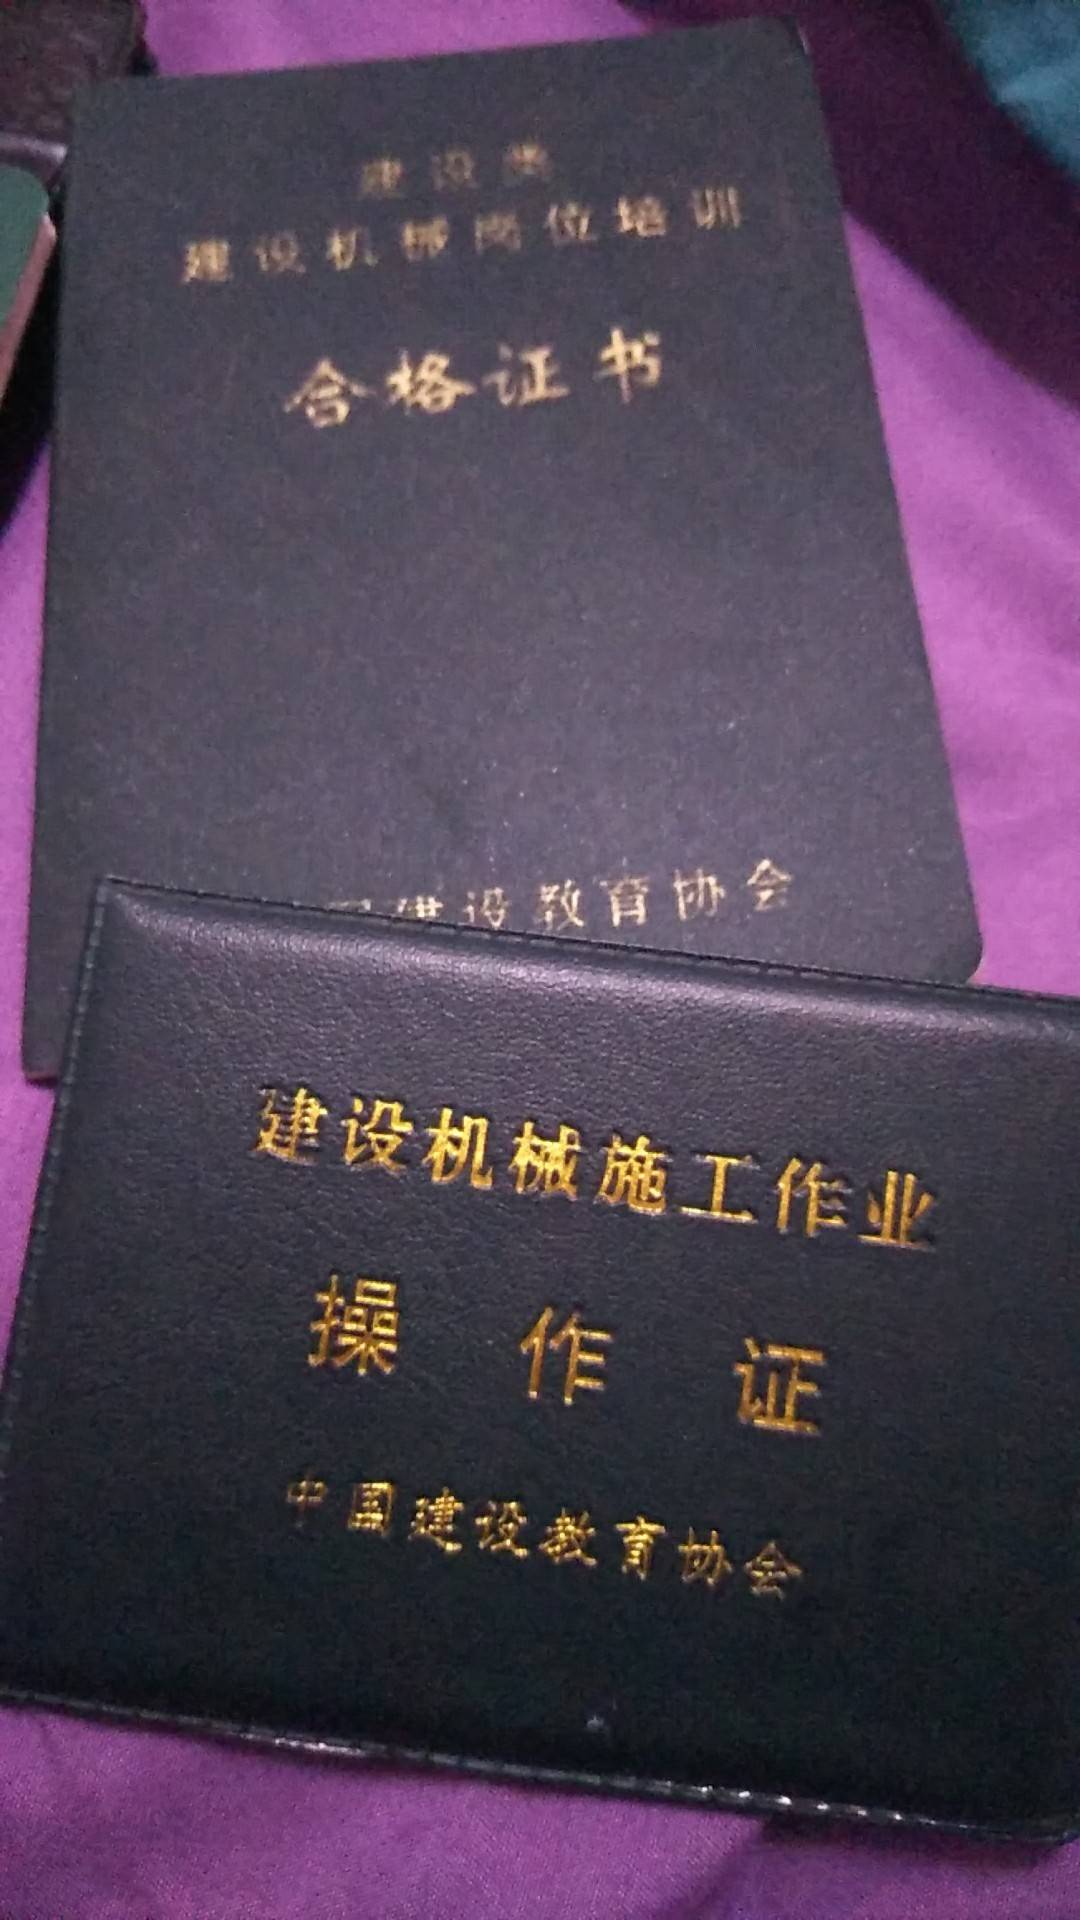 建设类
建设机械岗位培训
合格证书
国建设教育协会
建设机械施工作业
操作证
中国建设教育协会